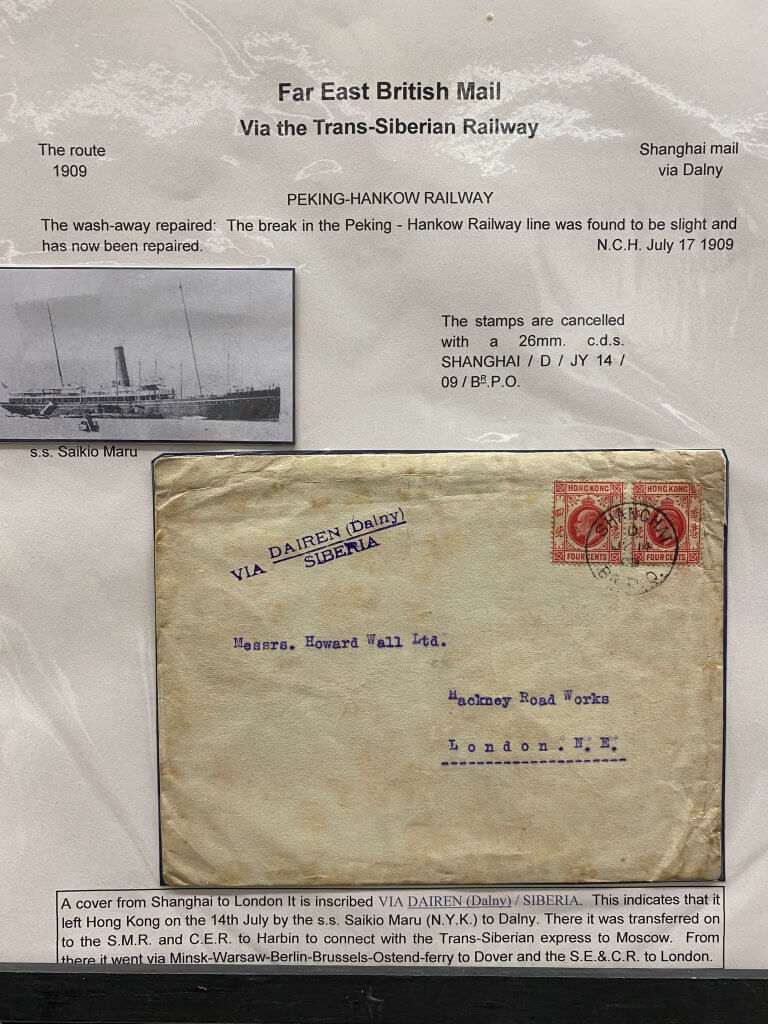 Far East British Mail
Via the Trans-Siberian Railway
The route
1909
Shanghai mail
via Dalny
PEKING-HANKOW RAILWAY
The wash-away repaired: The break in the Peking - Hankow Railway line was found to be slight and
has now been repaired. N.C.H. July 17 1909
The stamps are cancelled
with a 26mm. c.d.s.
SHANGHAI / D / JY 14 /
09 / Bᴿ.P.O.
s.s. Saikio Maru
VIA DAIREN (Dalny)
SIBERIA
HONG KONG HONG KONG
FOUR CENTS FOUR CENTS
SHANGHAI
D
JY 14
09
Bᴿ.P.O.
Messrs. Howard Wall Ltd.
Hackney Road Works
London. N.E.
A cover from Shanghai to London It is inscribed VIA DAIREN (Dalny) / SIBERIA. This indicates that it
left Hong Kong on the 14th July by the s.s. Saikio Maru (N.Y.K.) to Dalny. There it was transferred on
to the S.M.R. and C.E.R. to Harbin to connect with the Trans-Siberian express to Moscow. From
there it went via Minsk-Warsaw-Berlin-Brussels-Ostend-ferry to Dover and the S.E.&C.R. to London.